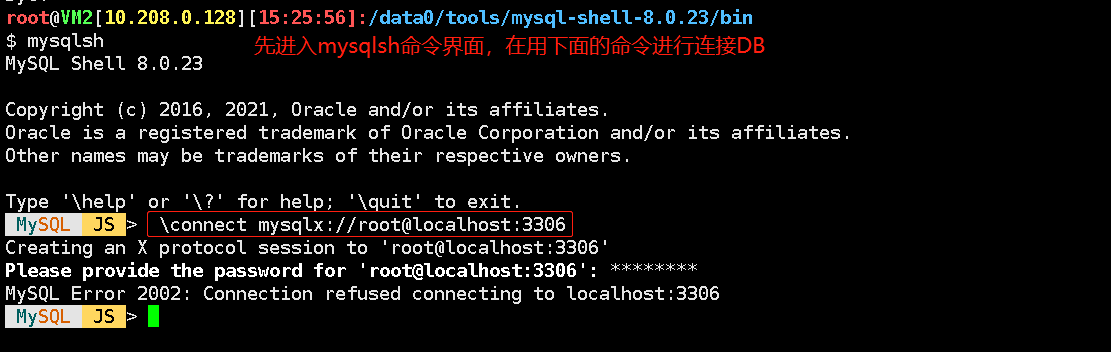 root@VM2[10.208.0.128][15:25:56]:/data0/tools/mysql-shell-8.0.23/bin
$ mysqlsh
先进入mysqlsh命令界面，在用下面的命令进行连接DB
MySQL Shell 8.0.23
Copyright (c) 2016, 2021, Oracle and/or its affiliates.
Oracle is a registered trademark of Oracle Corporation and/or its affiliates.
Other names may be trademarks of their respective owners.
Type '\help' or '\?' for help; '\quit' to exit.
MySQL JS > \connect mysqlx://root@localhost:3306
Creating an X protocol session to 'root@localhost:3306'
Please provide the password for 'root@localhost:3306': ********
MySQL Error 2002: Connection refused connecting to localhost:3306
MySQL JS >